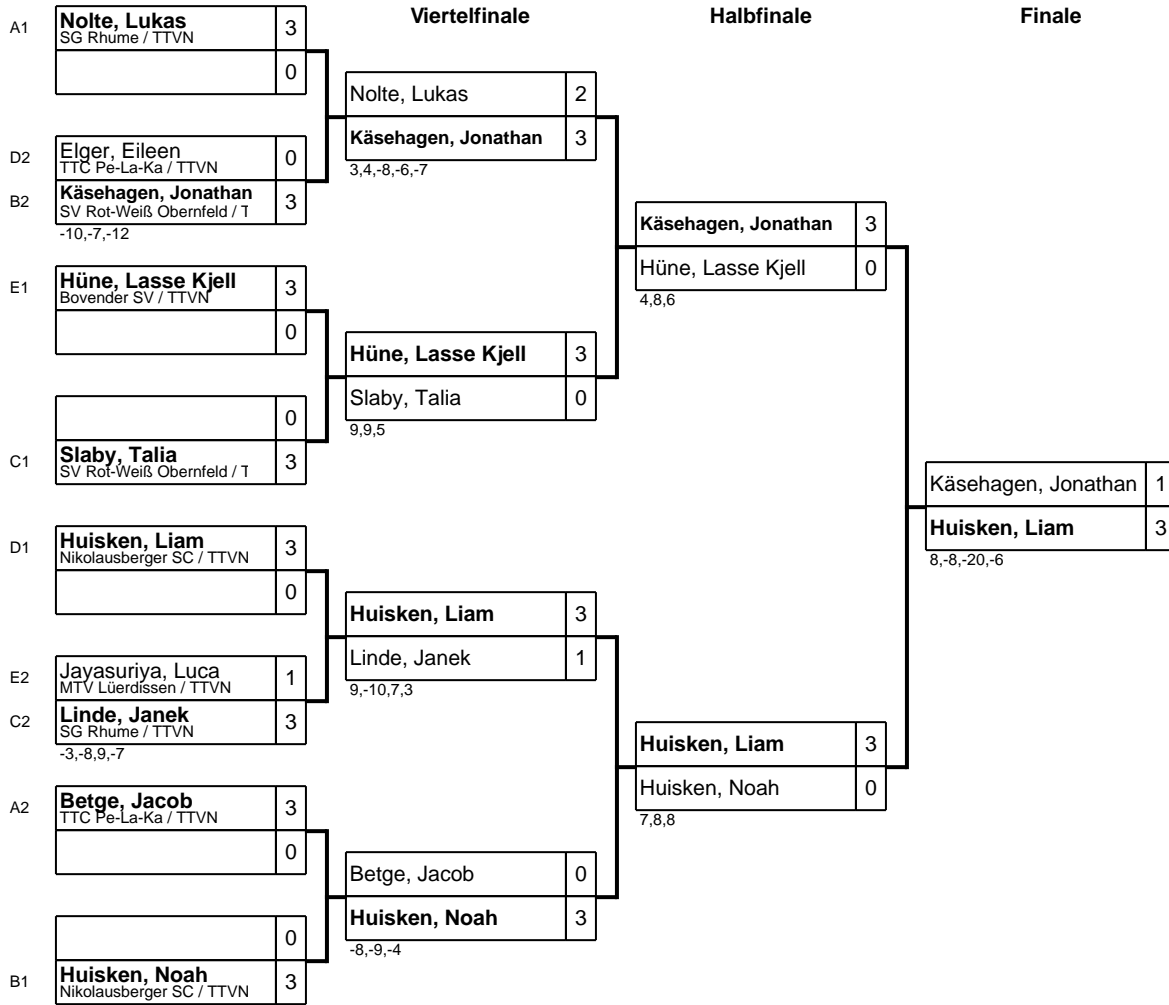 Viertelfinale
Halbfinale
Finale
A1
Nolte, Lukas
SG Rhume / TTVN
3
0
D2
Elger, Eileen
TTC Pe-La-Ka / TTVN
0
B2
Käsehagen, Jonathan
SV Rot-Weiß Obernfeld / T
3
-10,-7,-12
E1
Hüne, Lasse Kjell
Bovender SV / TTVN
3
0
0
C1
Slaby, Talia
SV Rot-Weiß Obernfeld / T
3
D1
Huisken, Liam
Nikolausberger SC / TTVN
3
0
E2
Jayasuriya, Luca
MTV Lüerdissen / TTVN
1
C2
Linde, Janek
SG Rhume / TTVN
3
-3,-8,9,-7
A2
Betge, Jacob
TTC Pe-La-Ka / TTVN
3
0
0
B1
Huisken, Noah
Nikolausberger SC / TTVN
3
Nolte, Lukas 2
Käsehagen, Jonathan 3
3,4,-8,-6,-7
Hüne, Lasse Kjell 3
Slaby, Talia 0
9,9,5
Huisken, Liam 3
Linde, Janek 1
9,-10,7,3
Betge, Jacob 0
Huisken, Noah 3
-8,-9,-4
Käsehagen, Jonathan 3
Hüne, Lasse Kjell 0
4,8,6
Huisken, Liam 3
Huisken, Noah 0
7,8,8
Käsehagen, Jonathan 1
Huisken, Liam 3
8,-8,-20,-6